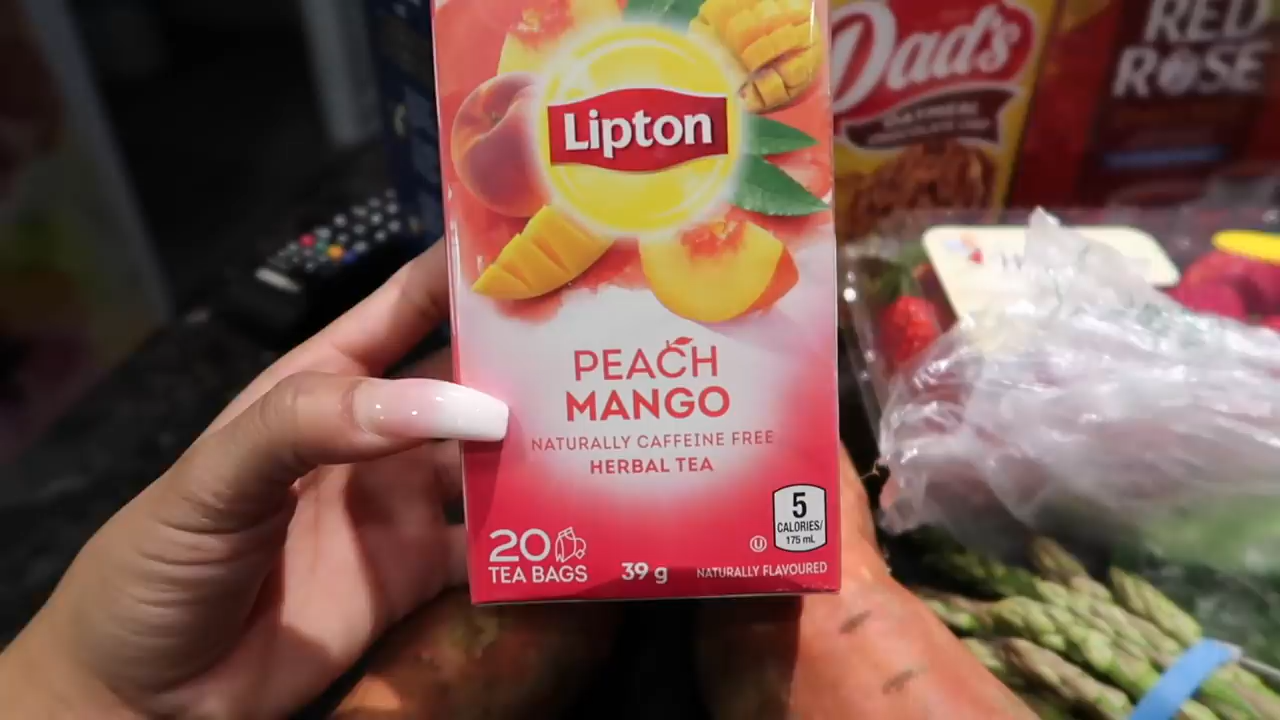 Lipton
PEACH
MANGO
NATURALLY CAFFEINE FREE
HERBAL TEA
5
CALORIES/
175 mL
20
TEA BAGS
39 g
U
NATURALLY FLAVOURED
Dad's
OATMEAL
RED
ROSE